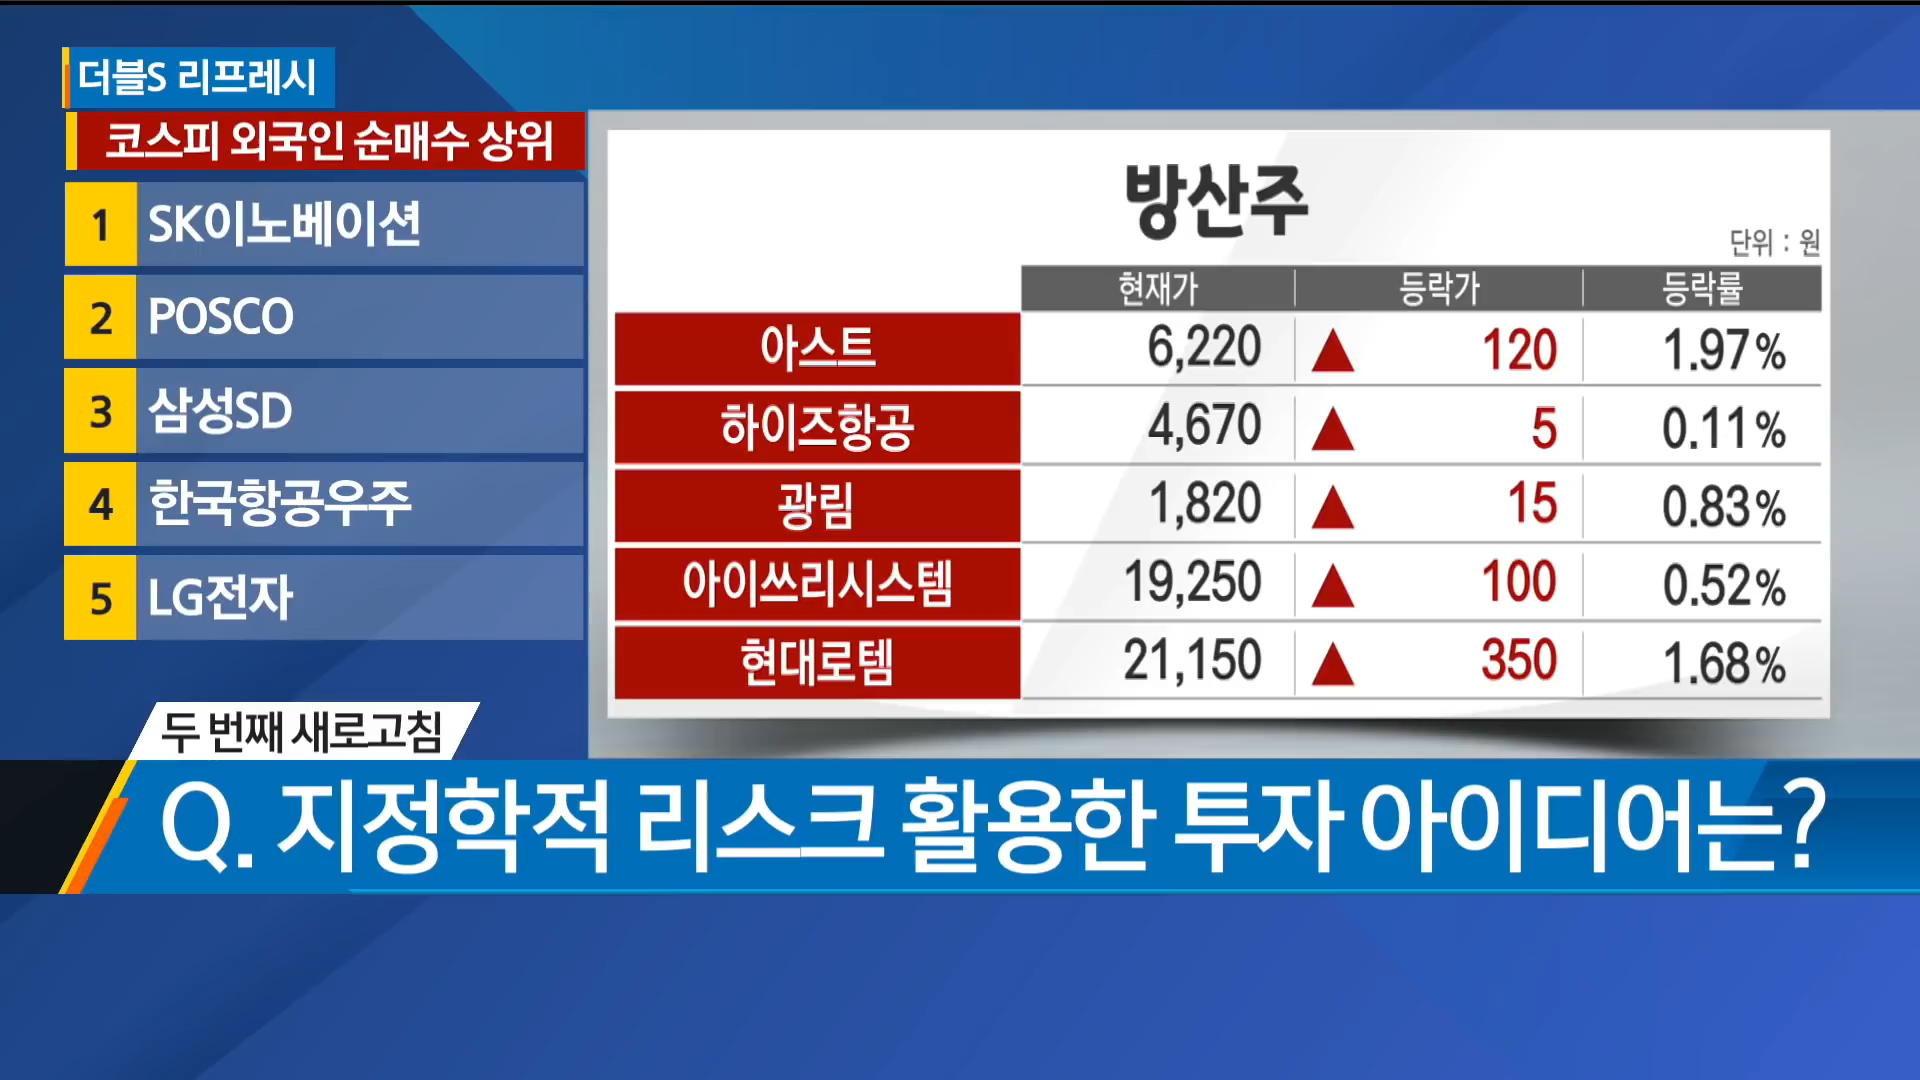 더블S 리프레시
코스피 외국인 순매수 상위
1 SK이노베이션
2 POSCO
3 삼성SD
4 한국항공우주
5 LG전자
방산주
단위 : 원
현재가 등락가 등락률
아스트 6,220 ▲ 120 1.97%
하이즈항공 4,670 ▲ 5 0.11%
광림 1,820 ▲ 15 0.83%
아이쓰리시스템 19,250 ▲ 100 0.52%
현대로템 21,150 ▲ 350 1.68%
두 번째 새로고침
Q. 지정학적 리스크 활용한 투자 아이디어는?